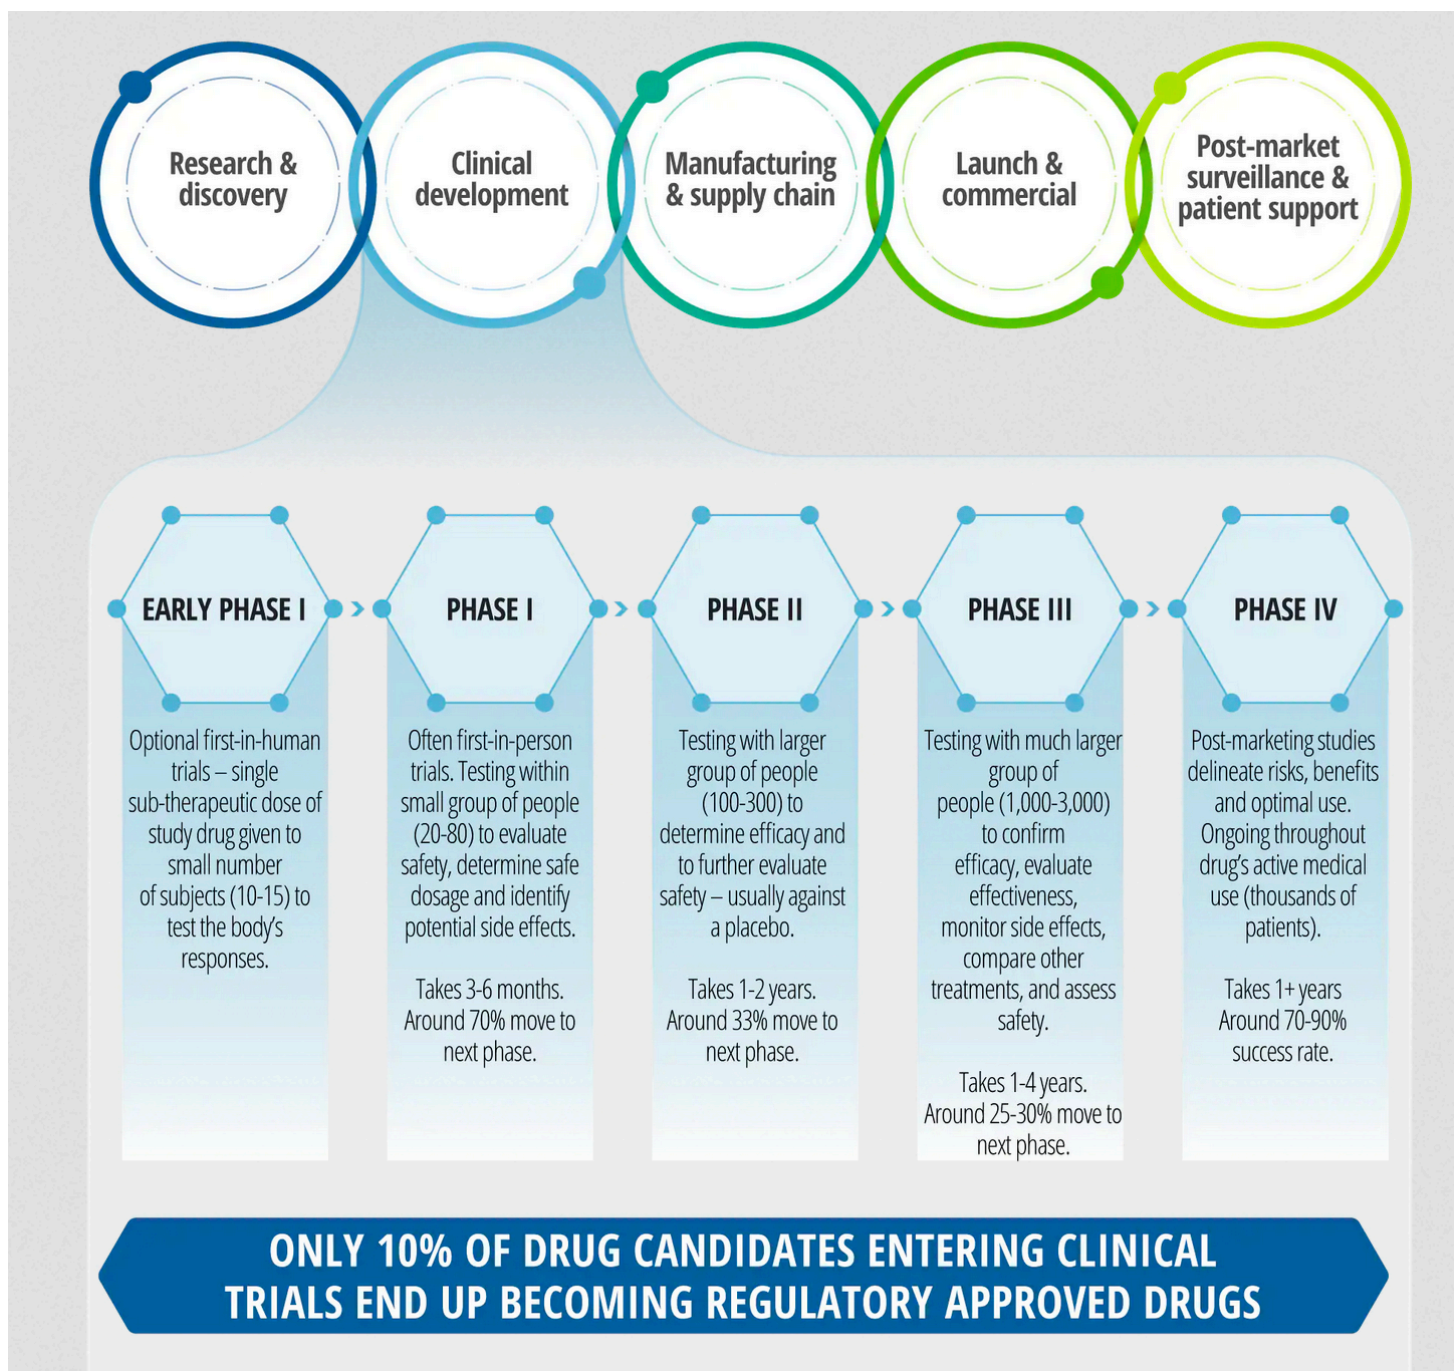 Research &
discovery
Clinical
development
Manufacturing
& supply chain
Launch &
commercial
Post-market
surveillance &
patient support
EARLY PHASE I
PHASE I
PHASE II
PHASE III
PHASE IV
Optional first-in-human
trials – single
sub-therapeutic dose of
study drug given to
small number
of subjects (10-15) to
test the body's
responses.
Often first-in-person
trials. Testing within
small group of people
(20-80) to evaluate
safety, determine safe
dosage and identify
potential side effects.
Takes 3-6 months.
Around 70% move to
next phase.
Testing with larger
group of people
(100-300) to
determine efficacy and
to further evaluate
safety – usually against
a placebo.
Takes 1-2 years.
Around 33% move to
next phase.
Testing with much larger
group of
people (1,000-3,000)
to confirm
efficacy, evaluate
effectiveness,
monitor side effects,
compare other
treatments, and assess
safety.
Takes 1-4 years.
Around 25-30% move to
next phase.
Post-marketing studies
delineate risks, benefits
and optimal use.
Ongoing throughout
drug's active medical
use (thousands of
patients).
Takes 1+ years
Around 70-90%
success rate.
ONLY 10% OF DRUG CANDIDATES ENTERING CLINICAL
TRIALS END UP BECOMING REGULATORY APPROVED DRUGS